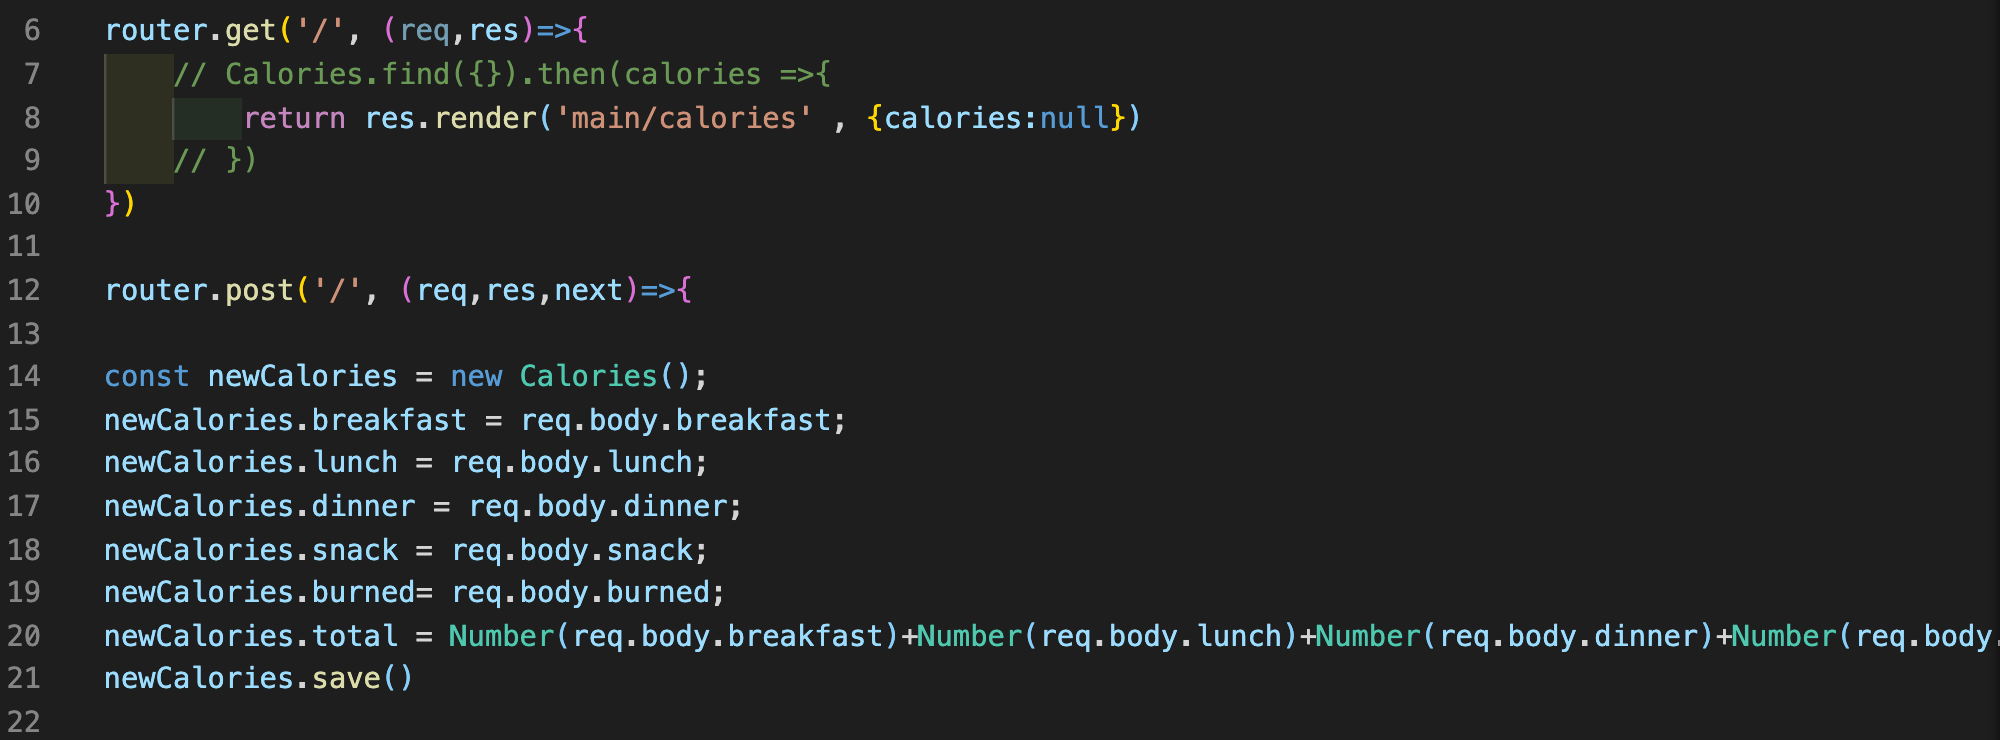 6 router.get('/', (req,res)=>{
7 // Calories.find({}).then(calories =>{
8 return res.render('main/calories' , {calories:null})
9 // })
10 })
11
12 router.post('/', (req,res,next)=>{
13
14 const newCalories = new Calories();
15 newCalories.breakfast = req.body.breakfast;
16 newCalories.lunch = req.body.lunch;
17 newCalories.dinner = req.body.dinner;
18 newCalories.snack = req.body.snack;
19 newCalories.burned= req.body.burned;
20 newCalories.total = Number(req.body.breakfast)+Number(req.body.lunch)+Number(req.body.dinner)+Number(req.body.
21 newCalories.save()
22